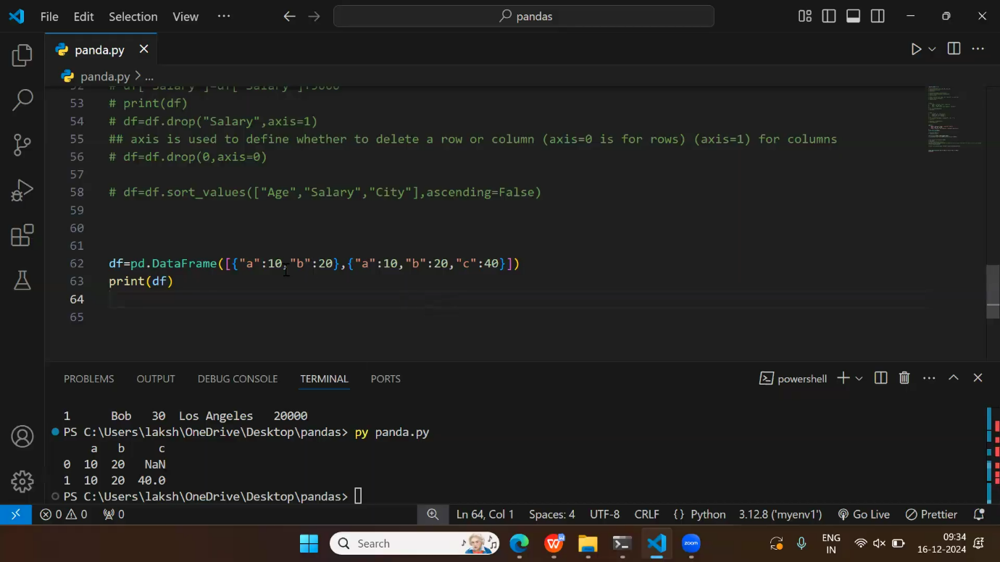 File Edit Selection View ··· pandas
panda.py
panda.py > ...
52 # df["Salary"]=df["Salary"]
53 # print(df)
54 # df=df.drop("Salary",axis=1)
55 ## axis is used to define whether to delete a row or column (axis=0 is for rows) (axis=1) for columns
56 # df=df.drop(0,axis=0)
57
58 # df=df.sort_values(["Age","Salary","City"],ascending=False)
59
60
61
62 df=pd.DataFrame([{"a":10,"b":20},{"a":10,"b":20,"c":40}])
63 print(df)
64
65
PROBLEMS OUTPUT DEBUG CONSOLE TERMINAL PORTS powershell
1 Bob 30 Los Angeles 20000
PS C:\Users\laksh\OneDrive\Desktop\pandas> py panda.py
a b c
0 10 20 NaN
1 10 20 40.0
PS C:\Users\laksh\OneDrive\Desktop\pandas>
0 0 0 Ln 64, Col 1 Spaces: 4 UTF-8 CRLF {} Python 3.12.8 ('myenv1') Go Live Prettier
Search zoom ENG IN 09:34 16-12-2024